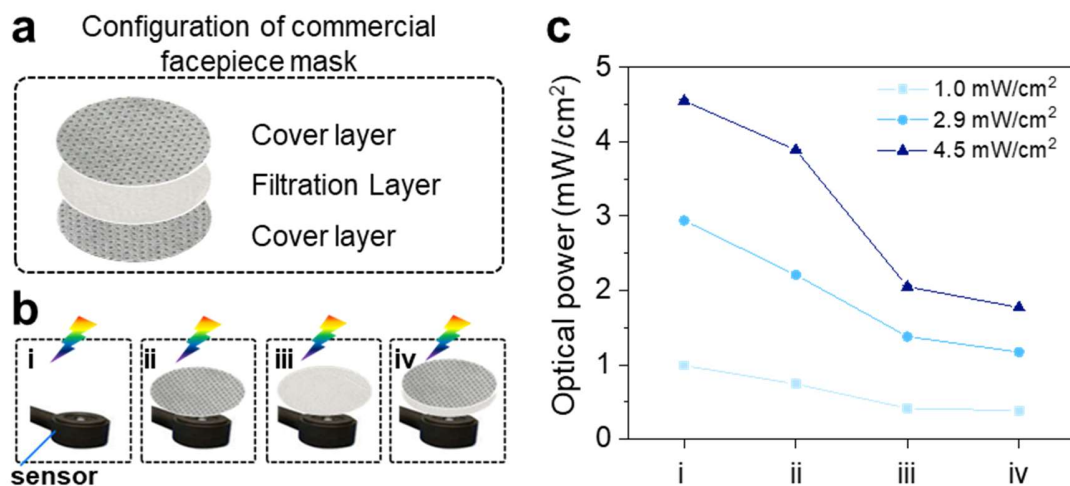 a
Configuration of commercial
facepiece mask
Cover layer
Filtration Layer
Cover layer
b
i
ii
iii
iv
sensor
c
Optical power (mW/cm²)
5
4
3
2
1
0
1.0 mW/cm²
2.9 mW/cm²
4.5 mW/cm²
i
ii
iii
iv